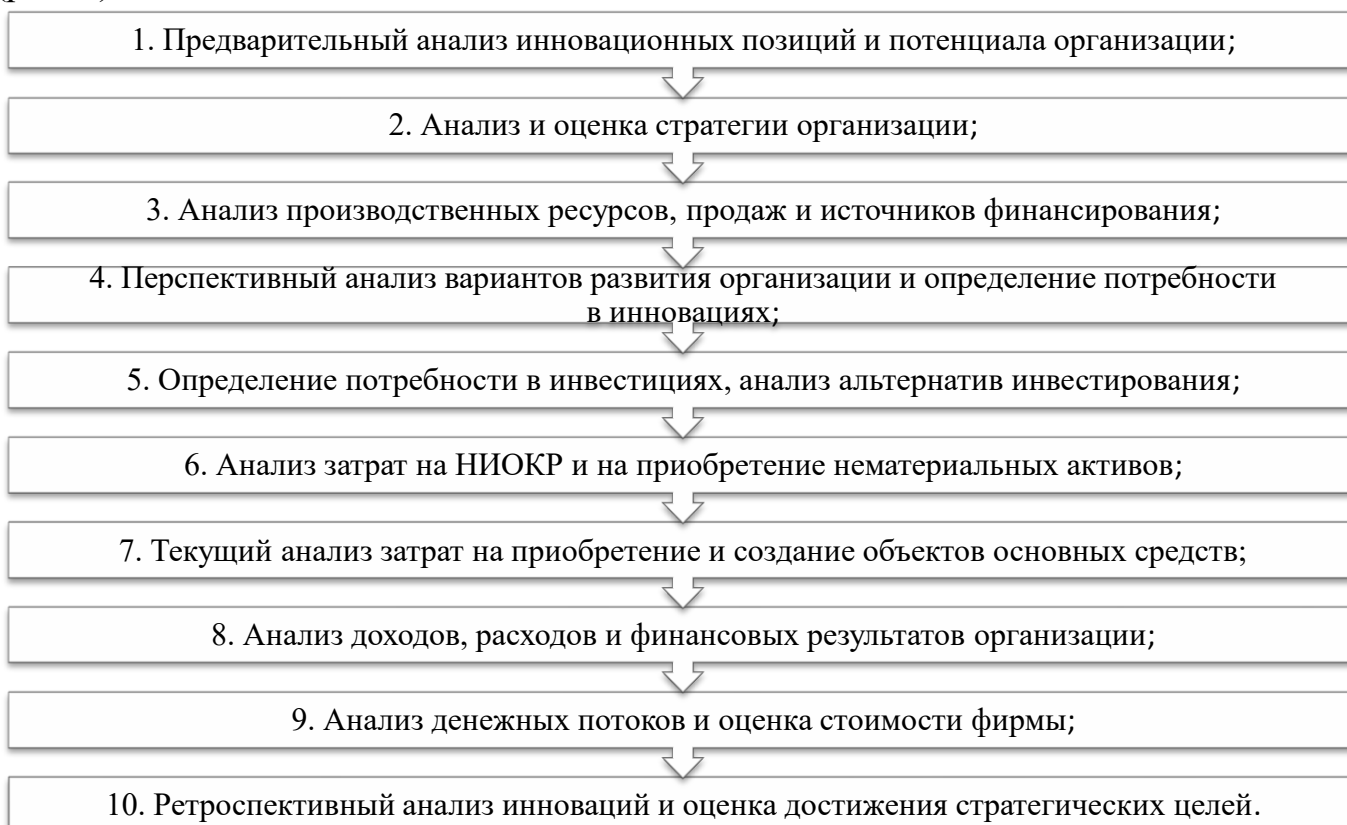 1. Предварительный анализ инновационных позиций и потенциала организации;
2. Анализ и оценка стратегии организации;
3. Анализ производственных ресурсов, продаж и источников финансирования;
4. Перспективный анализ вариантов развития организации и определение потребности
в инновациях;
5. Определение потребности в инвестициях, анализ альтернатив инвестирования;
6. Анализ затрат на НИОКР и на приобретение нематериальных активов;
7. Текущий анализ затрат на приобретение и создание объектов основных средств;
8. Анализ доходов, расходов и финансовых результатов организации;
9. Анализ денежных потоков и оценка стоимости фирмы;
10. Ретроспективный анализ инноваций и оценка достижения стратегических целей.